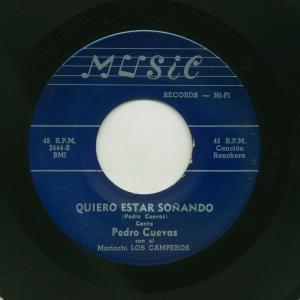 MUSIC
RECORDS — Hi-Fi
45 R.P.M.
2444-B
BMI
45 R.P.M.
Canción
Ranchera
QUIERO ESTAR SOÑANDO
(Pedro Cuevas)
Canta
Pedro Cuevas
con el
Mariachi LOS CAMPEROS